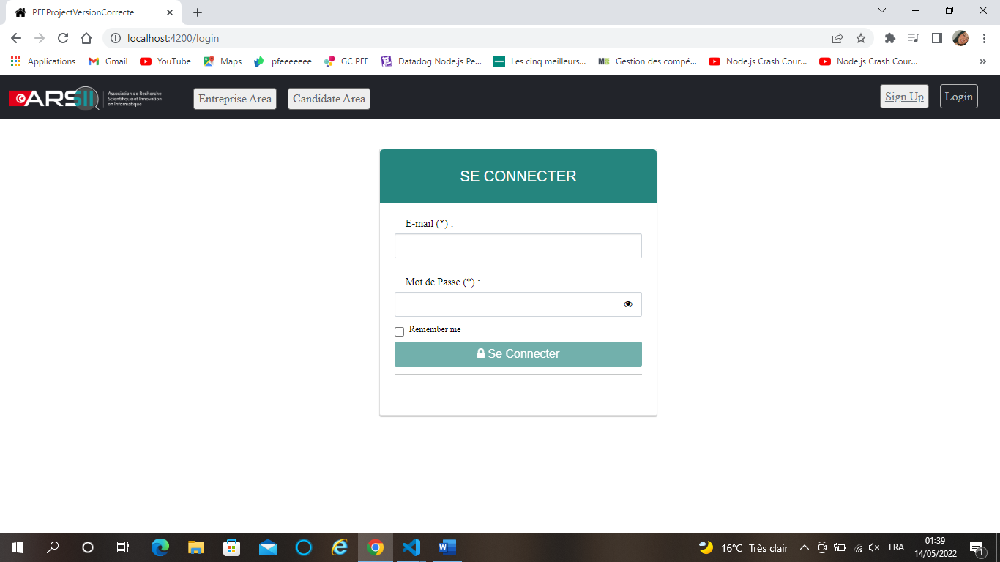 PFEProjectVersionCorrecte
localhost:4200/login
Applications Gmail YouTube Maps pfeeeeeee GC PFE Datadog Node.js Pe... Les cinq meilleurs... Gestion des compé... Node.js Crash Cour... Node.js Crash Cour... »
ARSII
Association de Recherche
Scientifique et Innovation
en Informatique
Entreprise Area Candidate Area Sign Up Login
SE CONNECTER
E-mail (*) :
Mot de Passe (*) :
Remember me
Se Connecter
16°C Très clair FRA
01:39
14/05/2022
1